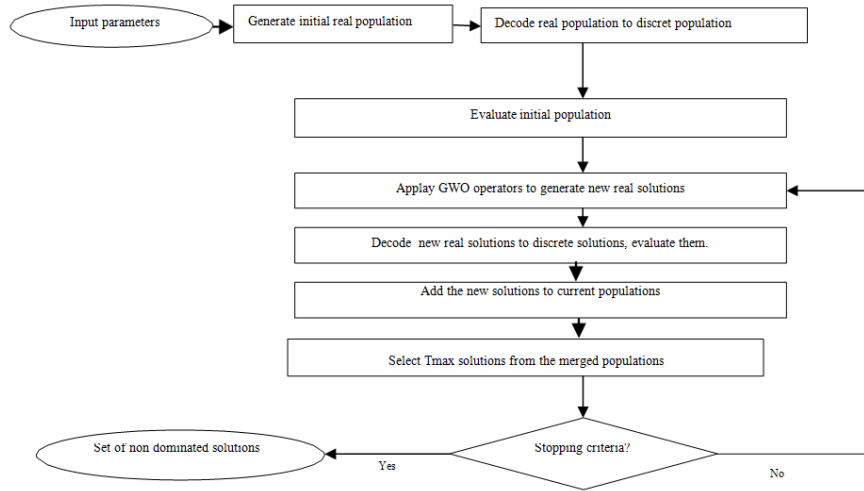 Input parameters
Generate initial real population
Decode real population to discret population
Evaluate initial population
Applay GWO operators to generate new real solutions
Decode new real solutions to discrete solutions, evaluate them.
Add the new solutions to current populations
Select Tmax solutions from the merged populations
Stopping criteria?
Set of non dominated solutions
Yes
No